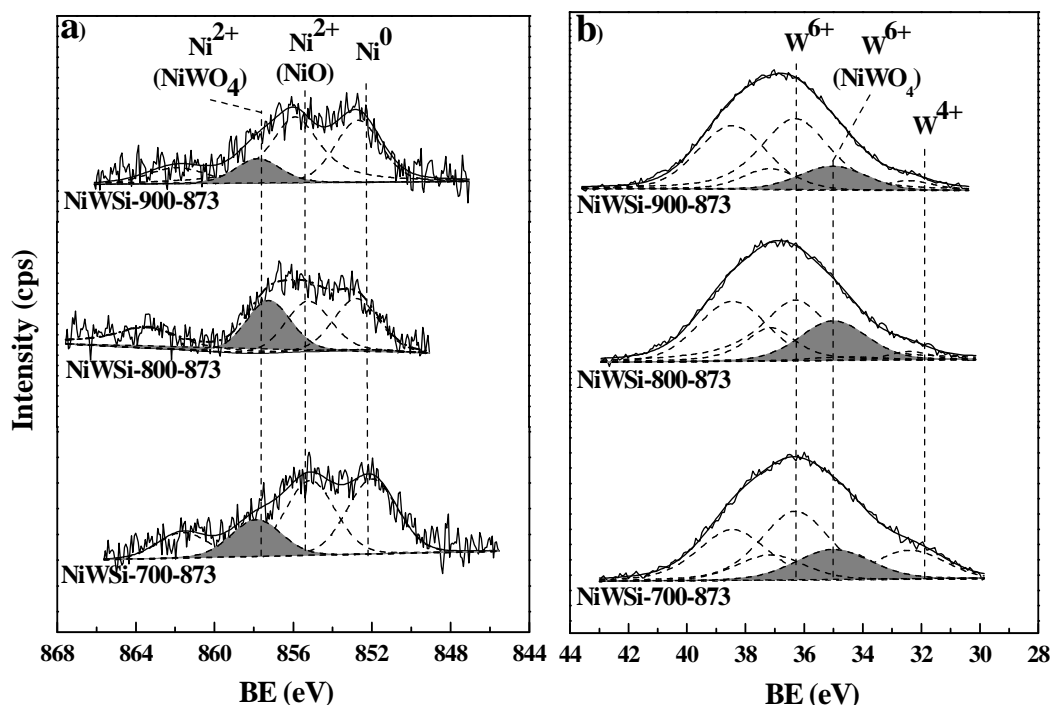 a)
Ni2+
(NiWO4)
Ni2+
(NiO)
Ni0
NiWSi-900-873
NiWSi-800-873
NiWSi-700-873
Intensity (cps)
868 864 860 856 852 848 844
BE (eV)
b)
W6+
W6+
(NiWO4)
W4+
NiWSi-900-873
NiWSi-800-873
NiWSi-700-873
44 42 40 38 36 34 32 30 28
BE (eV)